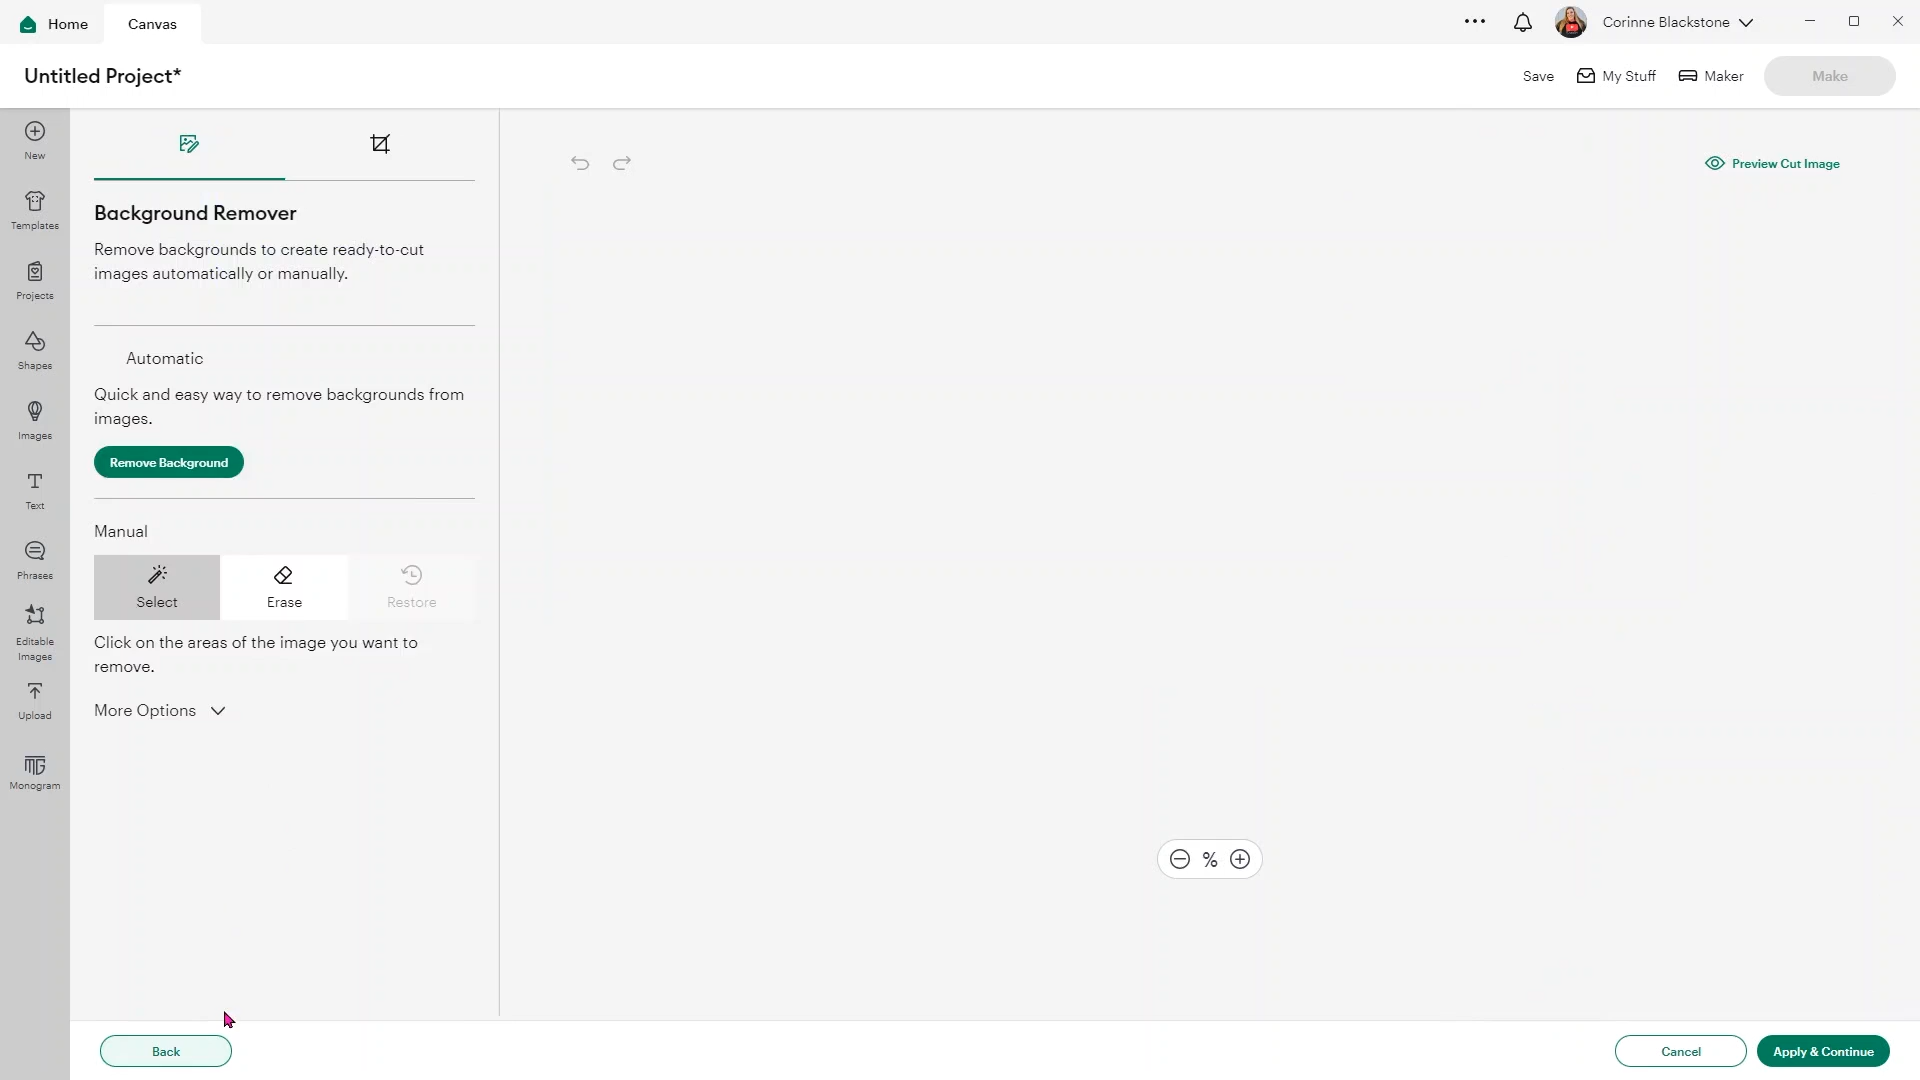 Home
Canvas
Corinne Blackstone
Untitled Project*
Save
My Stuff
Maker
Make
New
Templates
Projects
Shapes
Images
Text
Phrases
Editable
Images
Upload
Monogram
Background Remover
Remove backgrounds to create ready-to-cut
images automatically or manually.
Automatic
Quick and easy way to remove backgrounds from
images.
Remove Background
Manual
Select
Erase
Restore
Click on the areas of the image you want to
remove.
More Options
Preview Cut Image
%
Back
Cancel
Apply & Continue